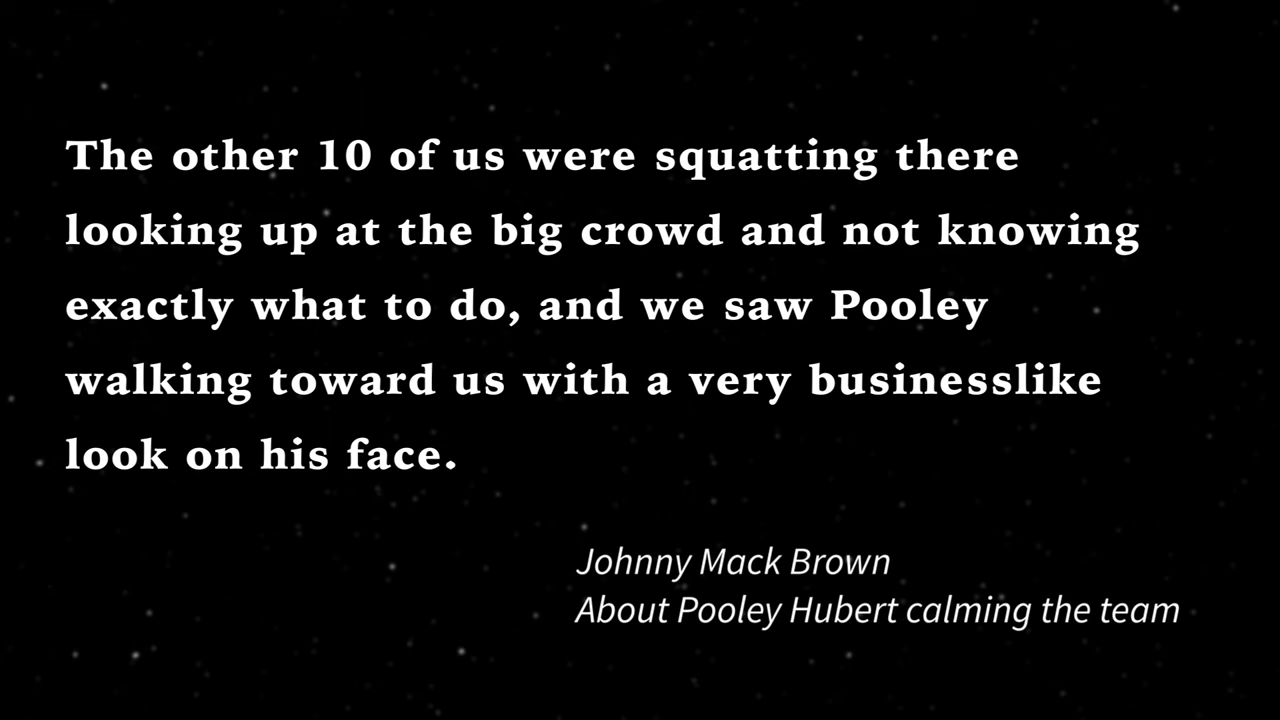 The other 10 of us were squatting there
looking up at the big crowd and not knowing
exactly what to do, and we saw Pooley
walking toward us with a very businesslike
look on his face.
Johnny Mack Brown
About Pooley Hubert calming the team